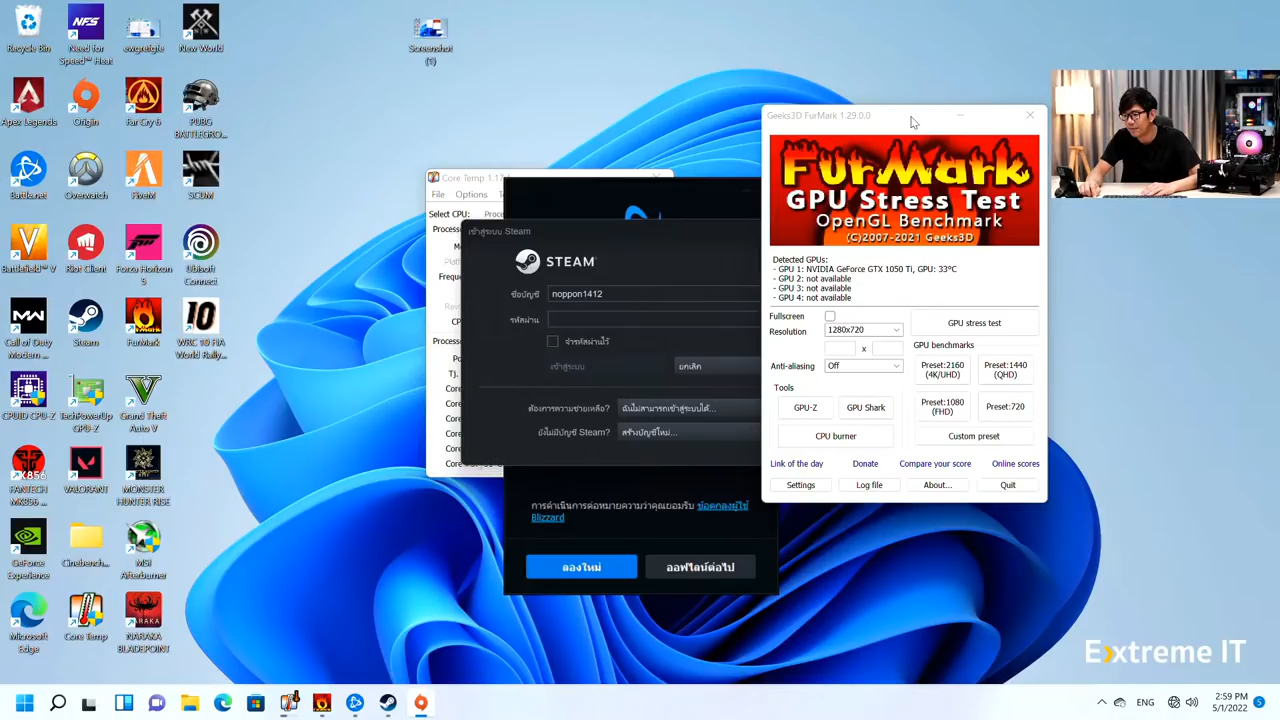 Recycle Bin
Need for
Speed™ Heat
ewgreigfe
New World
Screenshot
(1)
Apex Legends
Origin
Far Cry 6
PUBG
BATTLEGRO...
Battle.net
Overwatch
FiveM
SCUM
Battlefield™ V
Riot Client
Forza Horizon
5
Ubisoft
Connect
Call of Duty
Modern ...
Steam
FurMark
WRC 10 FIA
World Rally...
CPUID CPU-Z
TechPowerUp
GPU-Z
Grand Theft
Auto V
FANTECH
MK856 ...
VALORANT
MONSTER
HUNTER RISE
GeForce
Experience
Cinebench...
MSI
Afterburner
Microsoft
Edge
Core Temp
NARAKA
BLADEPOINT
Core Temp 1.17
File Options
Select CPU:
Frequ
เข้าสู่ระบบ Steam
STEAM
ชื่อบัญชี noppon1412
รหัสผ่าน
จำรหัสผ่านไว้
เข้าสู่ระบบ ยกเลิก
ต้องการความช่วยเหลือ? ฉันไม่สามารถเข้าสู่ระบบได้...
ยังไม่มีบัญชี Steam? สร้างบัญชีใหม่...
การดำเนินการต่อหมายความว่าคุณยอมรับ ข้อตกลงผู้ใช้
Blizzard
ลองใหม่ ออฟไลน์ต่อไป
Geeks3D FurMark 1.29.0.0
FurMark
GPU Stress Test
OpenGL Benchmark
(C)2007-2021 Geeks3D
Detected GPUs:
- GPU 1: NVIDIA GeForce GTX 1050 Ti, GPU: 33°C
- GPU 2: not available
- GPU 3: not available
- GPU 4: not available
Fullscreen
Resolution 1280x720
x
Anti-aliasing Off
GPU stress test
GPU benchmarks
Preset:2160
(4K/UHD)
Preset:1440
(QHD)
Preset:1080
(FHD)
Preset:720
Custom preset
Tools
GPU-Z GPU Shark
CPU burner
Link of the day Donate Compare your score Online scores
Settings Log file About... Quit
Extreme IT
ENG
2:59 PM
5/1/2022
5